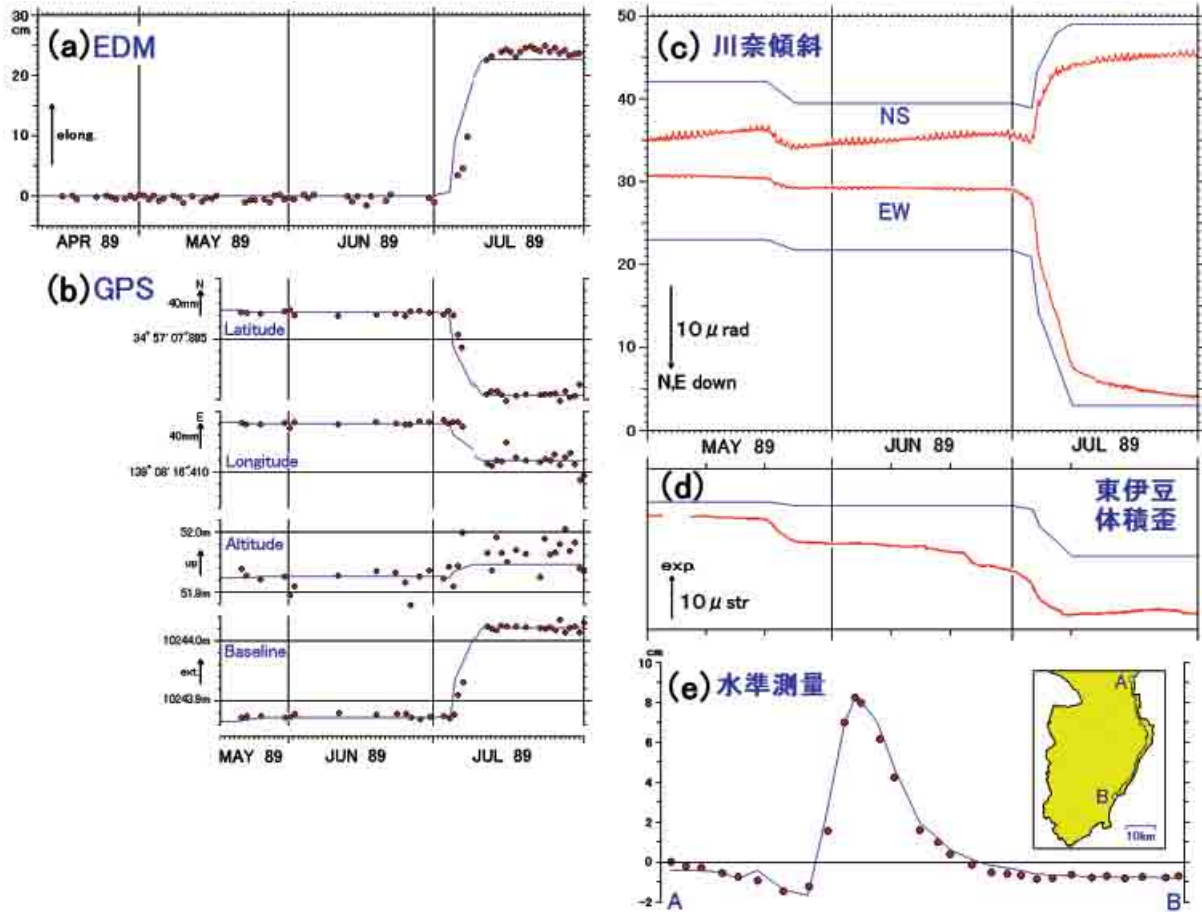 30
cm
(a) EDM
20
elong.
10
0
APR 89 MAY 89 JUN 89 JUL 89
(b) GPS
N
40mm
34° 57' 07".895
Latitude
E
40mm
139° 08' 16".410
Longitude
52.0m
Altitude
up
51.9m
10244.0m
Baseline
ext.
10243.9m
MAY 89 JUN 89 JUL 89
50
(c) 川奈傾斜
40
NS
30
EW
20
10 μ rad
10
N,E down
0
MAY 89 JUN 89 JUL 89
(d)
東伊豆
体積歪
exp.
10 μ str
cm
10
(e) 水準測量
8
6
4
2
0
-2
A B
A
B
10km